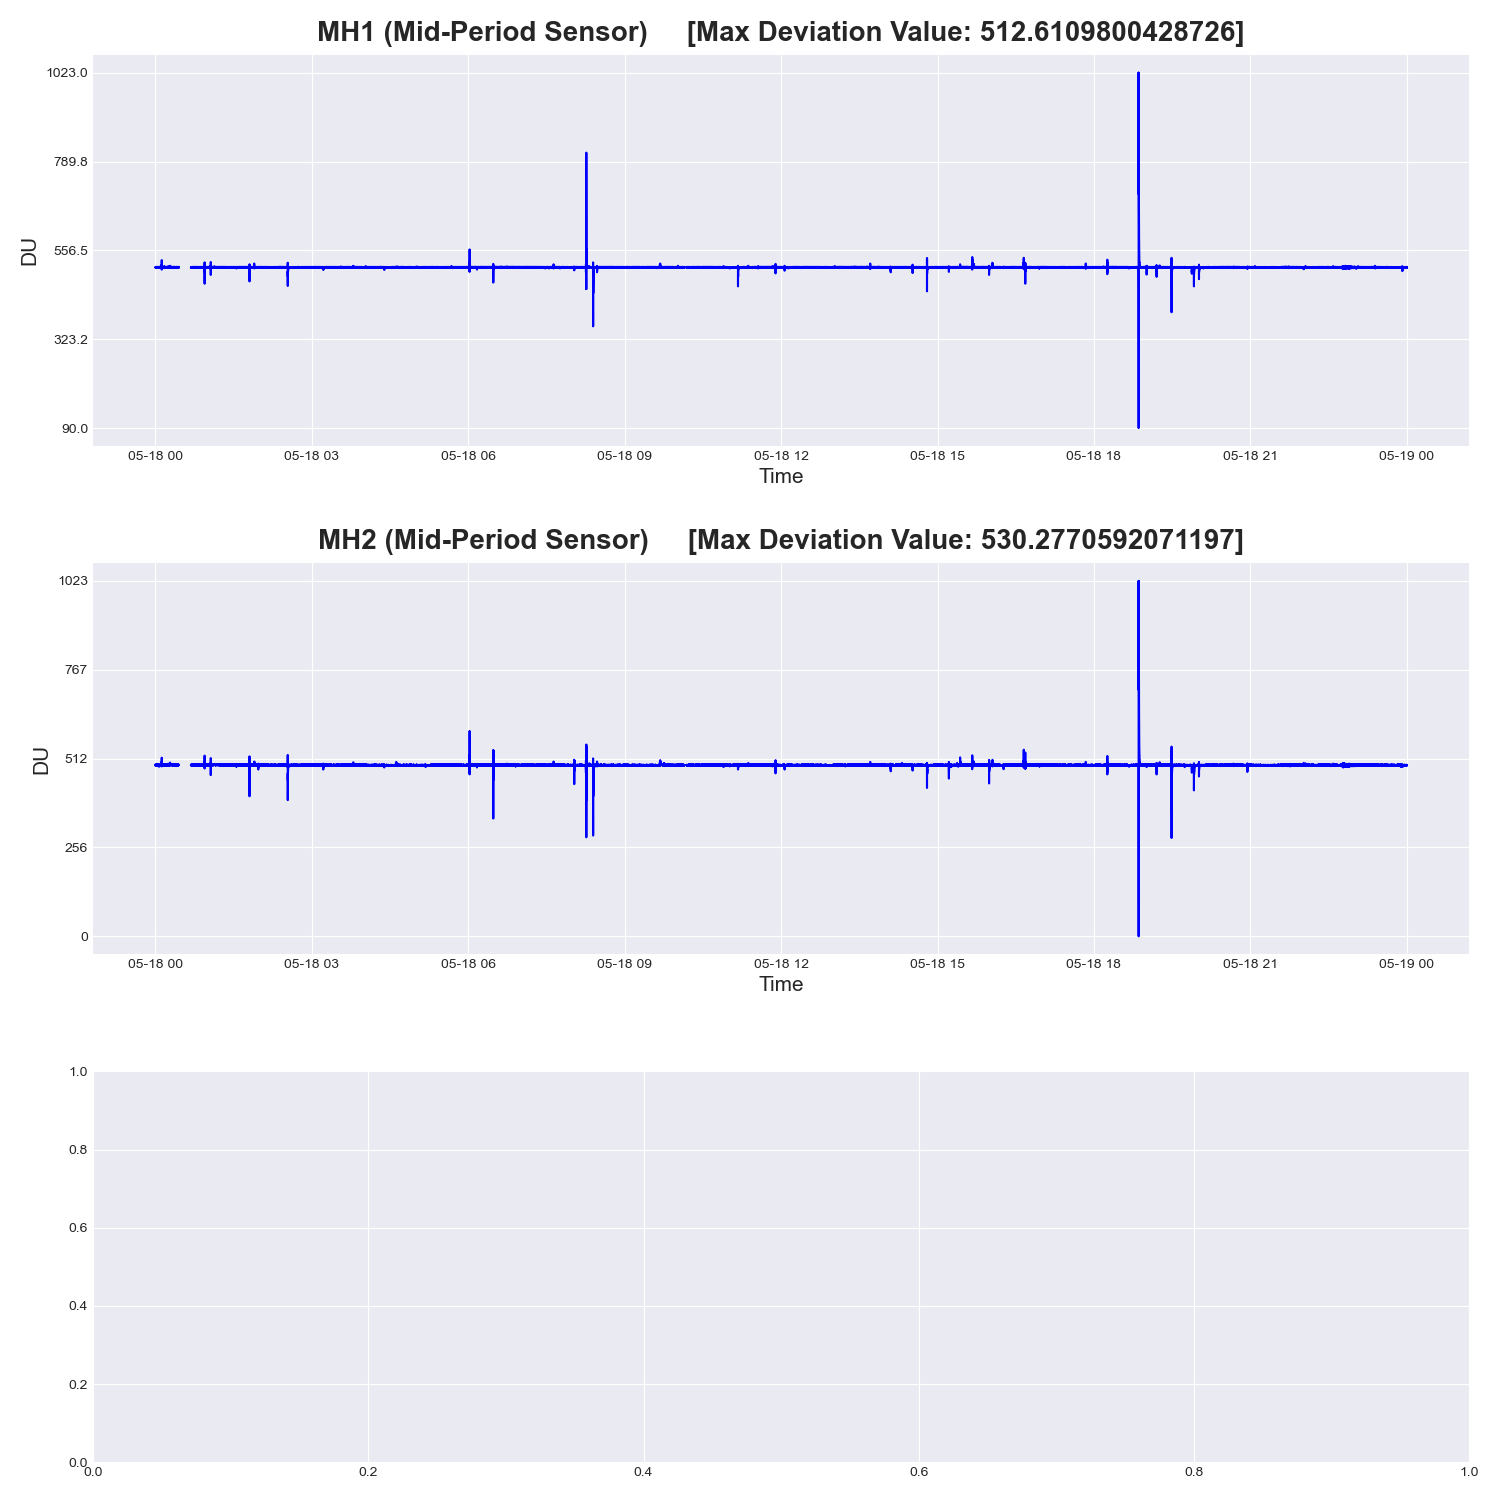 MH1 (Mid-Period Sensor) [Max Deviation Value: 512.6109800428726]
1023.0
789.8
556.5
323.2
90.0
DU
05-18 00 05-18 03 05-18 06 05-18 09 05-18 12 05-18 15 05-18 18 05-18 21 05-19 00
Time
MH2 (Mid-Period Sensor) [Max Deviation Value: 530.2770592071197]
1023
767
512
256
0
DU
05-18 00 05-18 03 05-18 06 05-18 09 05-18 12 05-18 15 05-18 18 05-18 21 05-19 00
Time
1.0
0.8
0.6
0.4
0.2
0.0
0.0 0.2 0.4 0.6 0.8 1.0